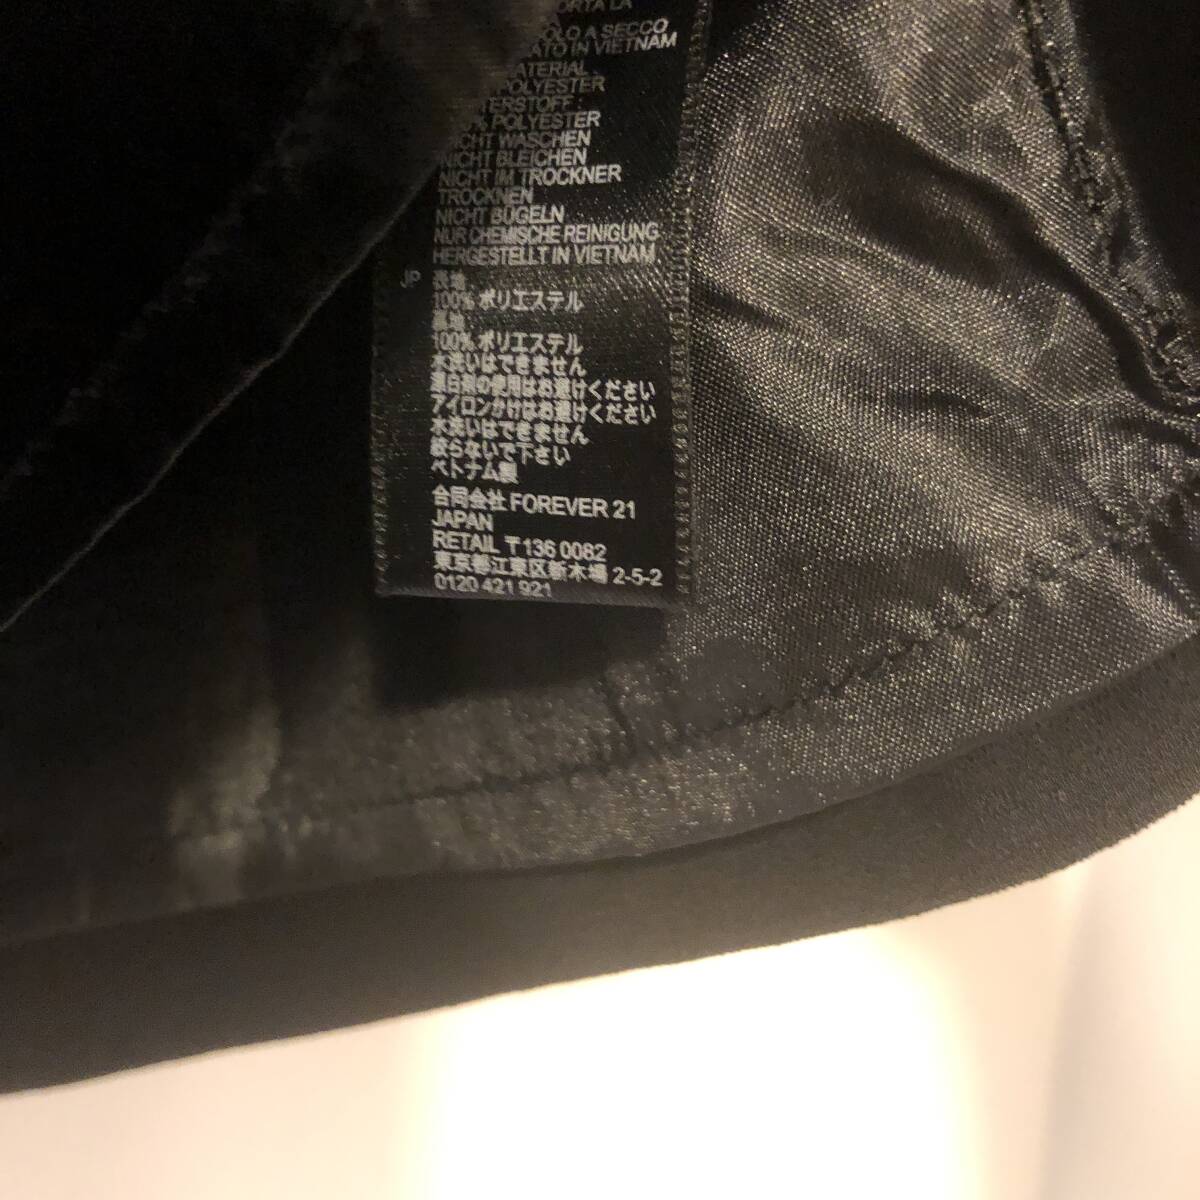 ORTA LA
OLO A SECCO
ATO IN VIETNAM
ATERIAL
POLYESTER
TERSTOFF :
POLYESTER
NICHT WASCHEN
NICHT BLEICHEN
NICHT IM TROCKNER
TROCKNEN
NICHT BÜGELN
NUR CHEMISCHE REINIGUNG
HERGESTELLT IN VIETNAM
JP 表地
100% ポリエステル
裏地
100% ポリエステル
水洗いはできません
漂白剤の使用はお避けください
アイロンがけはお避けください
水洗いはできません
絞らないで下さい
ベトナム製
合同会社 FOREVER 21
JAPAN
RETAIL 〒136 0082
東京都江東区新木場 2-5-2
0120 421 921